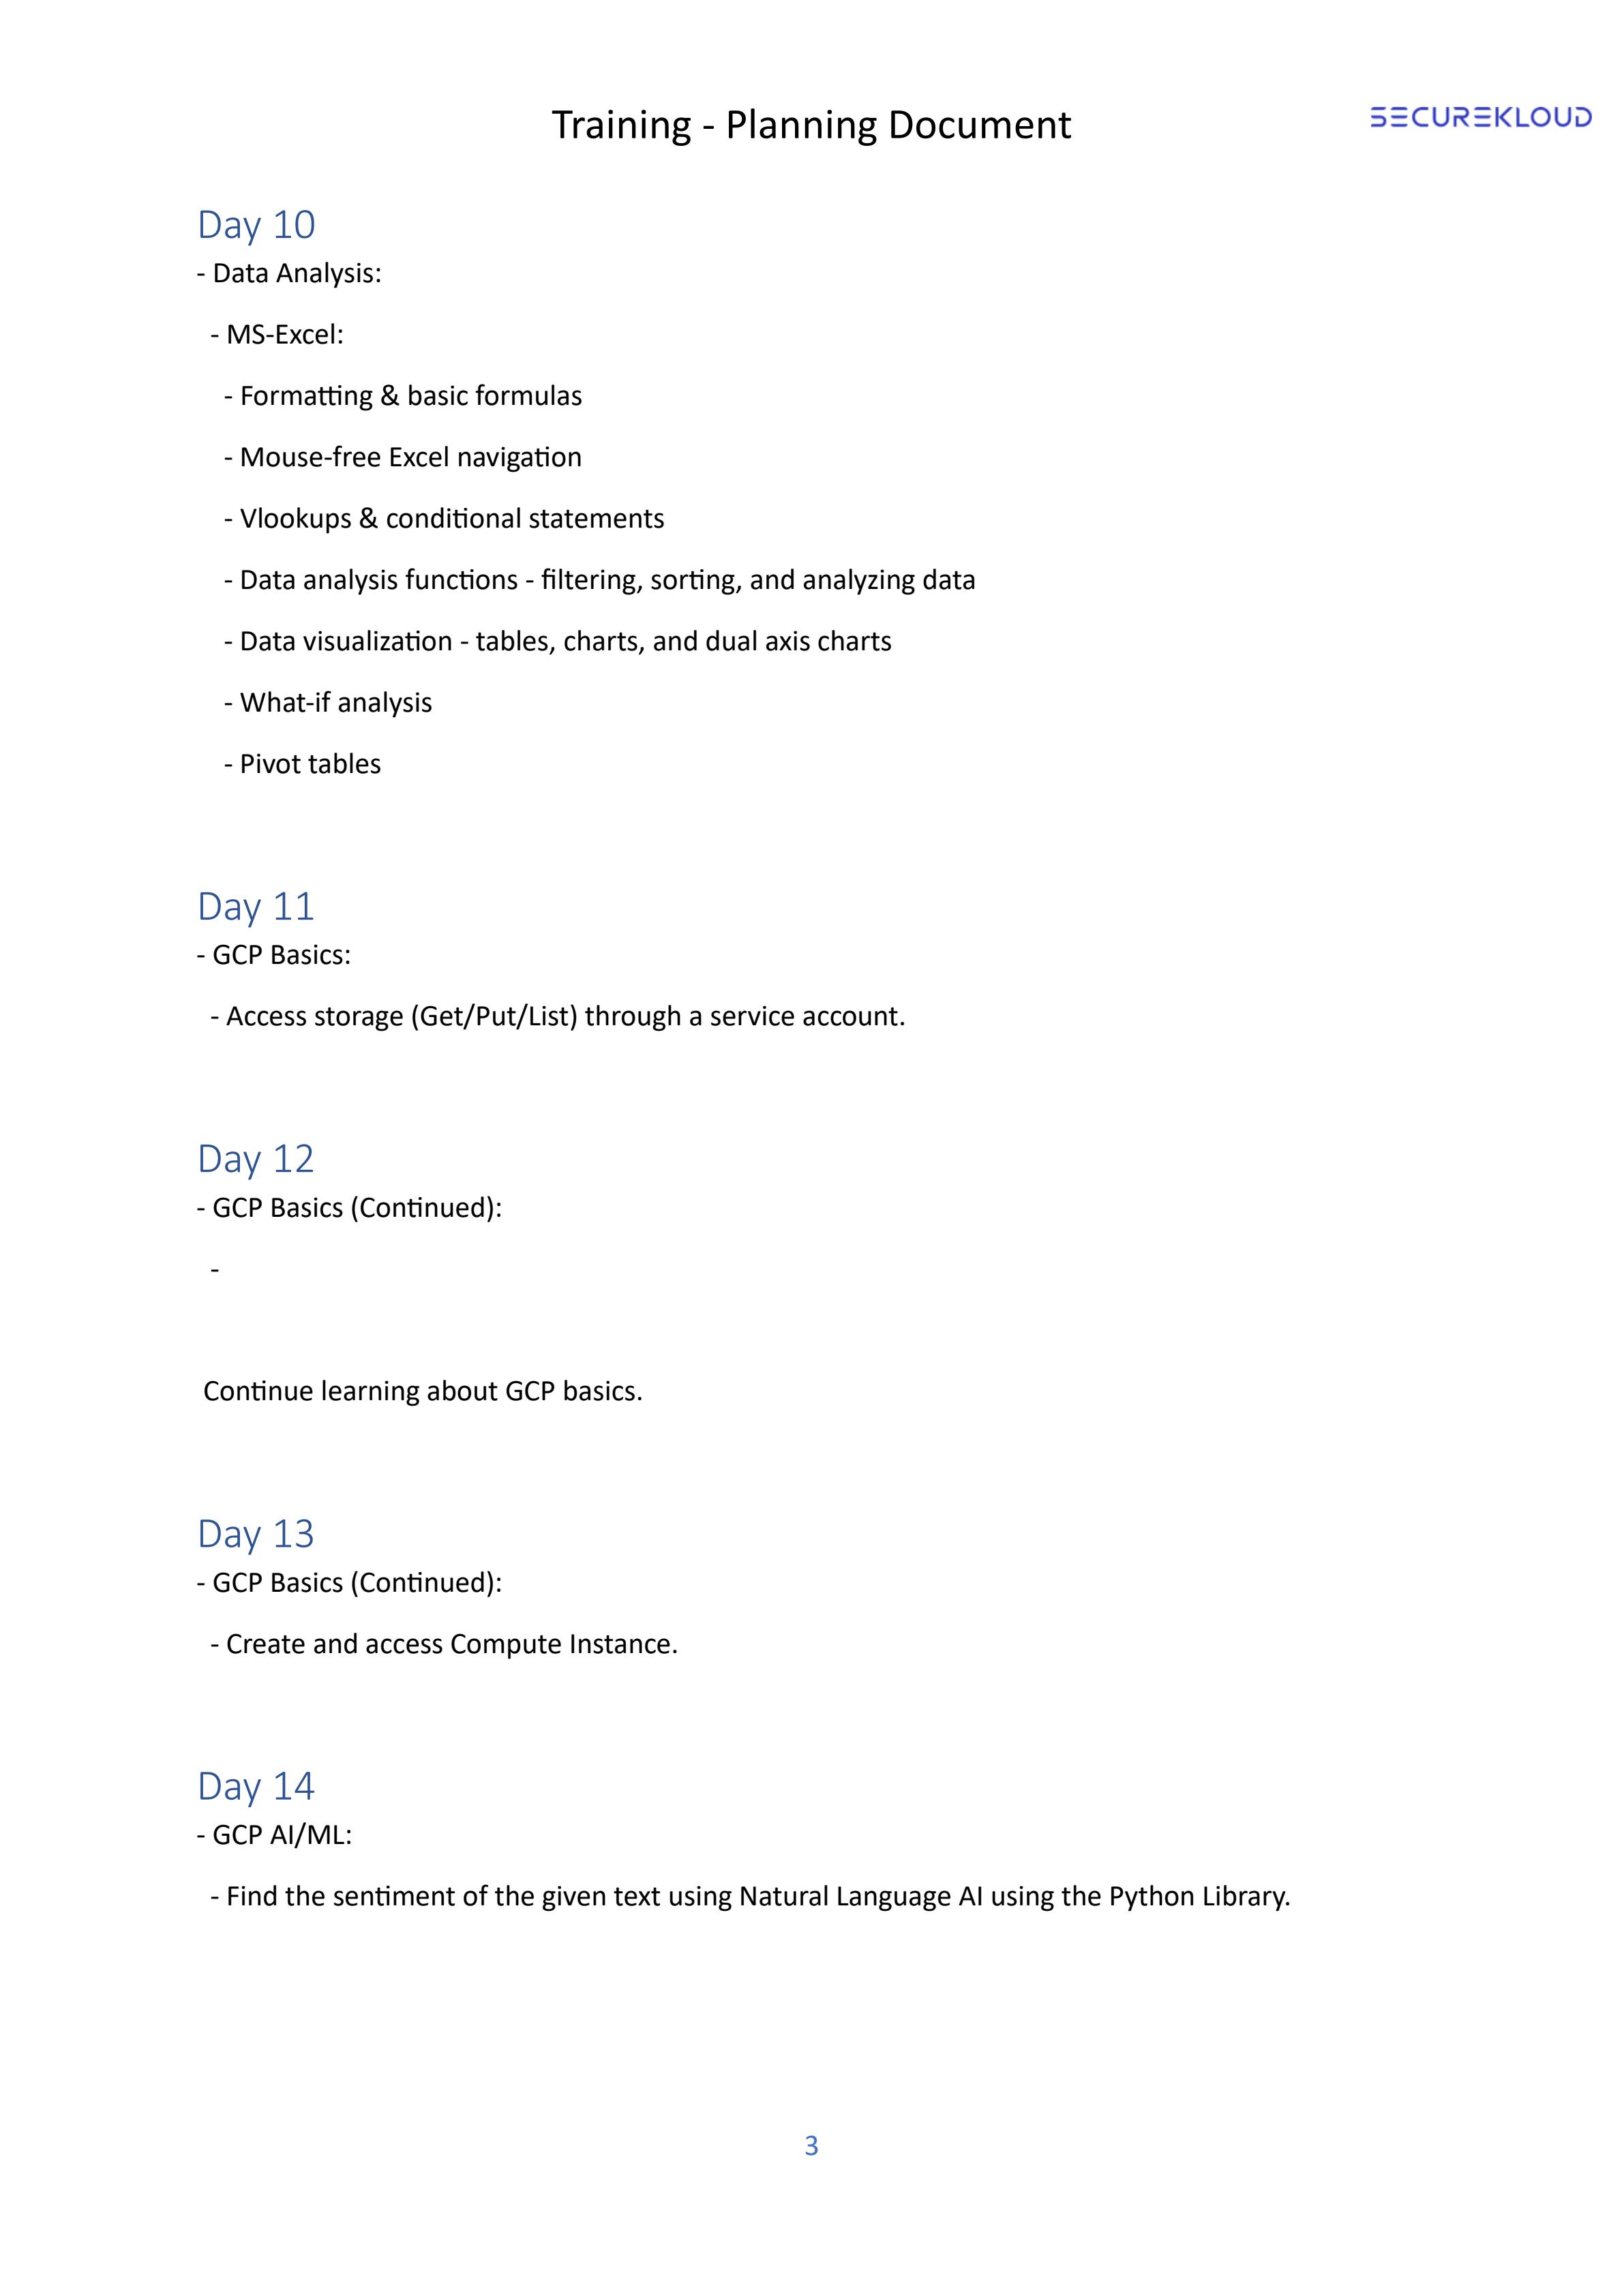 Training - Planning Document
SECUREKLOUD
Day 10
- Data Analysis:
- MS-Excel:
- Formatting & basic formulas
- Mouse-free Excel navigation
- Vlookups & conditional statements
- Data analysis functions - filtering, sorting, and analyzing data
- Data visualization - tables, charts, and dual axis charts
- What-if analysis
- Pivot tables
Day 11
- GCP Basics:
- Access storage (Get/Put/List) through a service account.
Day 12
- GCP Basics (Continued):
-
Continue learning about GCP basics.
Day 13
- GCP Basics (Continued):
- Create and access Compute Instance.
Day 14
- GCP AI/ML:
- Find the sentiment of the given text using Natural Language AI using the Python Library.
3